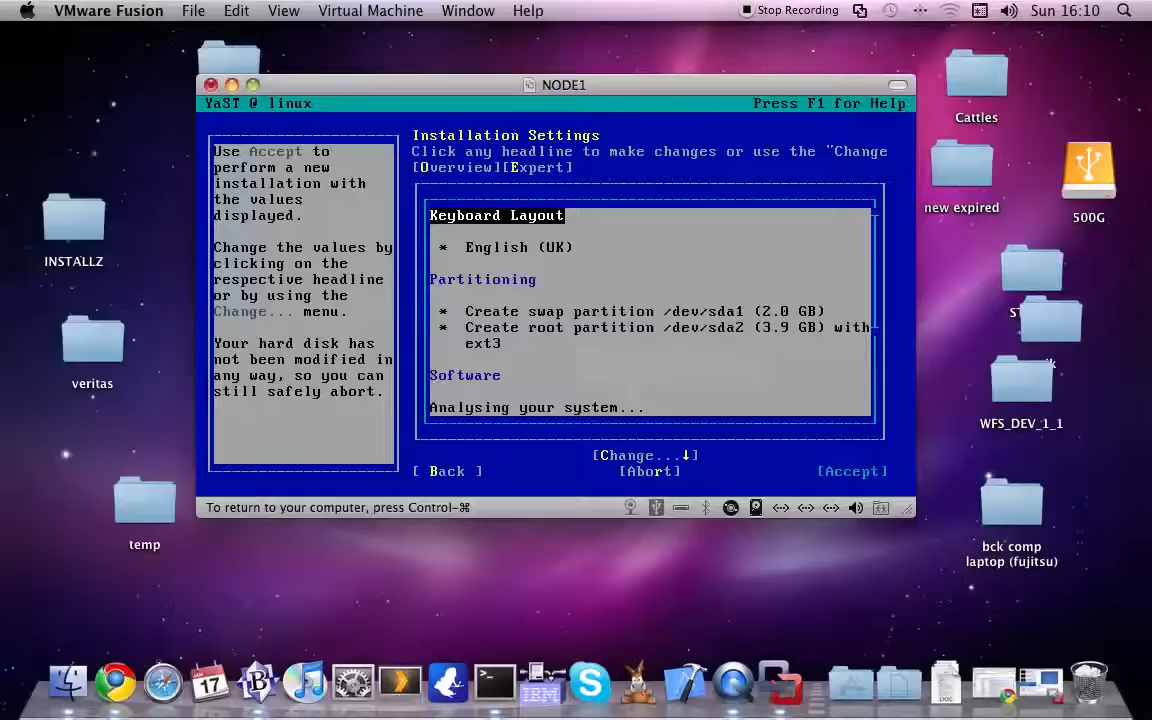 VMware Fusion File Edit View Virtual Machine Window Help Stop Recording Sun 16:10
NODE1
YaST @ linux Press F1 for Help
Use Accept to
perform a new
installation with
the values
displayed.
Change the values by
clicking on the
respective headline
or by using the
Change... menu.
Your hard disk has
not been modified in
any way, so you can
still safely abort.
Installation Settings
Click any headline to make changes or use the "Change
[Overview][Expert]
Keyboard Layout
* English (UK)
Partitioning
* Create swap partition /dev/sda1 (2.0 GB)
* Create root partition /dev/sda2 (3.9 GB) with
ext3
Software
Analysing your system...
[Change...↓]
[ Back ] [Abort] [Accept]
To return to your computer, press Control-⌘
INSTALLZ
veritas
temp
Cattles
new expired
500G
WFS_DEV_1_1
bck comp
laptop (fujitsu)
JAN
17
IBM